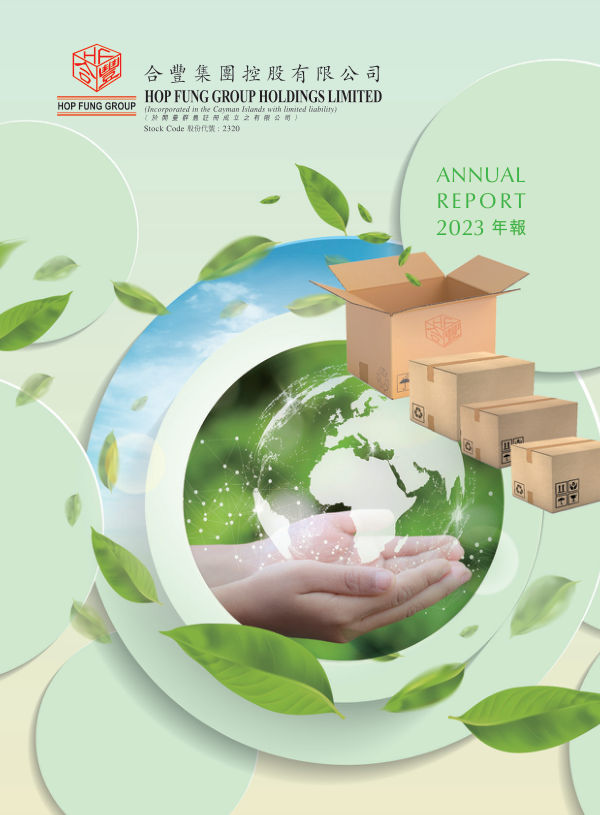 合豐集團控股有限公司
HOP FUNG GROUP HOLDINGS LIMITED
HOP FUNG GROUP
(Incorporated in the Cayman Islands with limited liability)
(於開曼群島註冊成立之有限公司)
Stock Code 股份代號 : 2320
ANNUAL
REPORT
2023 年報